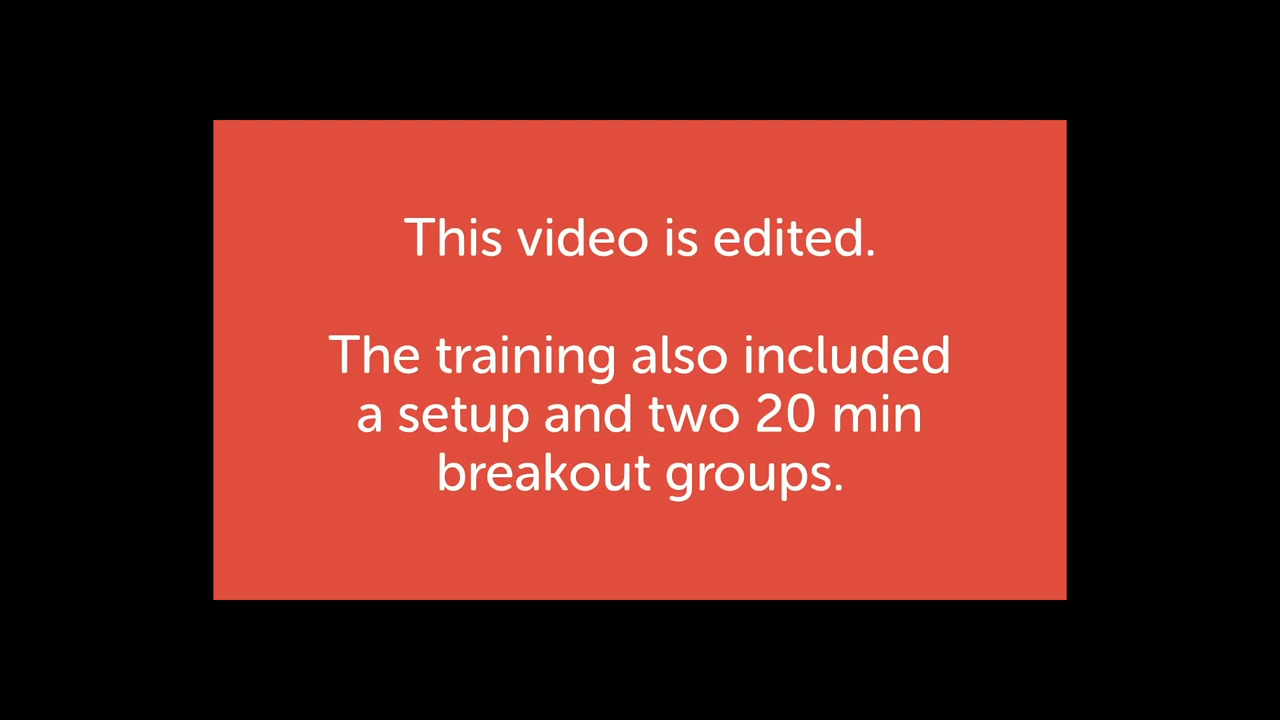 This video is edited.
The training also included
a setup and two 20 min
breakout groups.